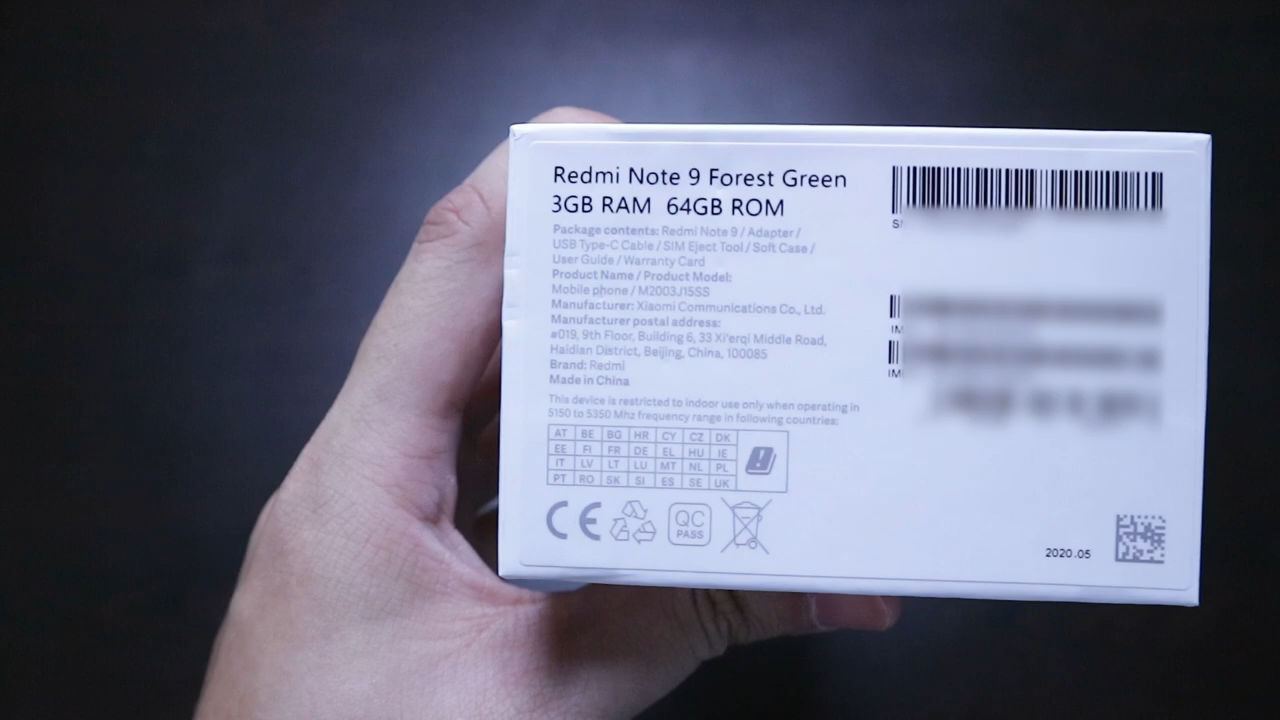 Redmi Note 9 Forest Green
3GB RAM 64GB ROM
Package contents: Redmi Note 9 / Adapter /
USB Type-C Cable / SIM Eject Tool / Soft Case /
User Guide / Warranty Card
Product Name / Product Model:
Mobile phone / M2003J15SS
Manufacturer: Xiaomi Communications Co., Ltd.
Manufacturer postal address:
#019, 9th Floor, Building 6, 33 Xi'erqi Middle Road,
Haidian District, Beijing, China, 100085
Brand: Redmi
Made in China
This device is restricted to indoor use only when operating in
5150 to 5350 Mhz frequency range in following countries:
AT BE BG HR CY CZ DK
EE FI FR DE EL HU IE
IT LV LT LU MT NL PL
PT RO SK SI ES SE UK
CE
QC
PASS
2020.05